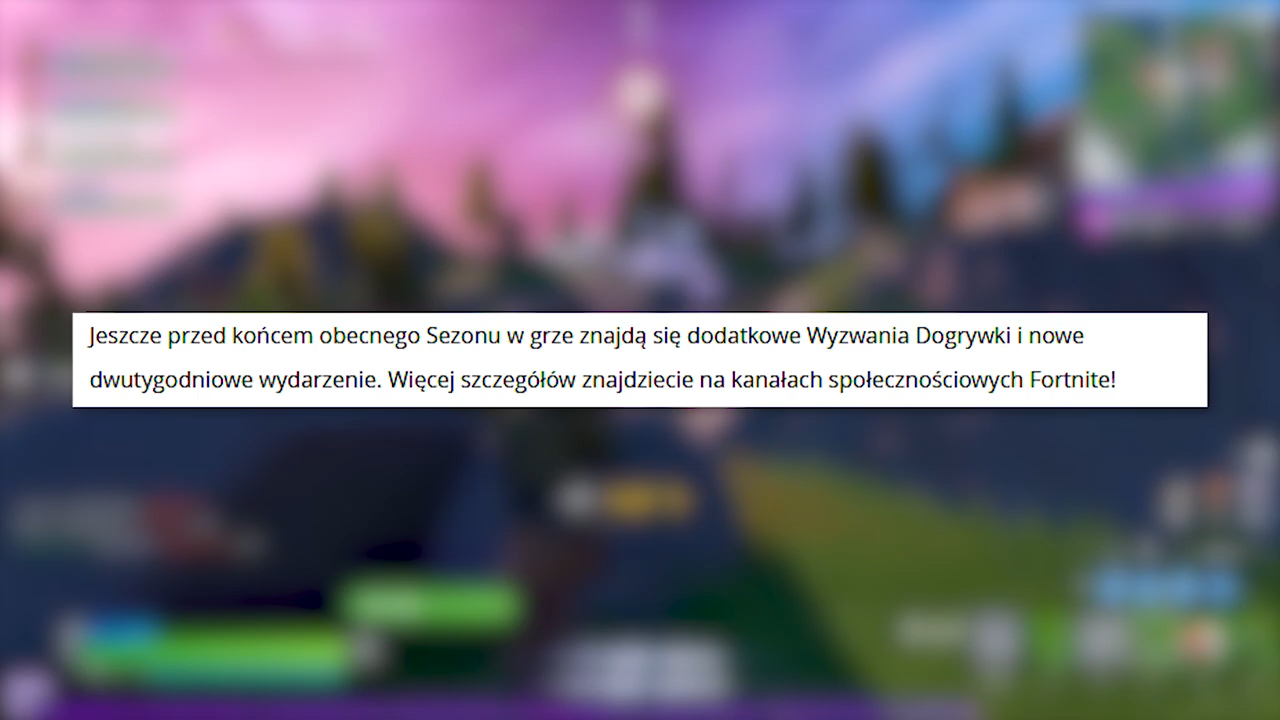 Jeszcze przed końcem obecnego Sezonu w grze znajdą się dodatkowe Wyzwania Dogrywki i nowe
dwutygodniowe wydarzenie. Więcej szczegółów znajdziecie na kanałach społecznościowych Fortnite!